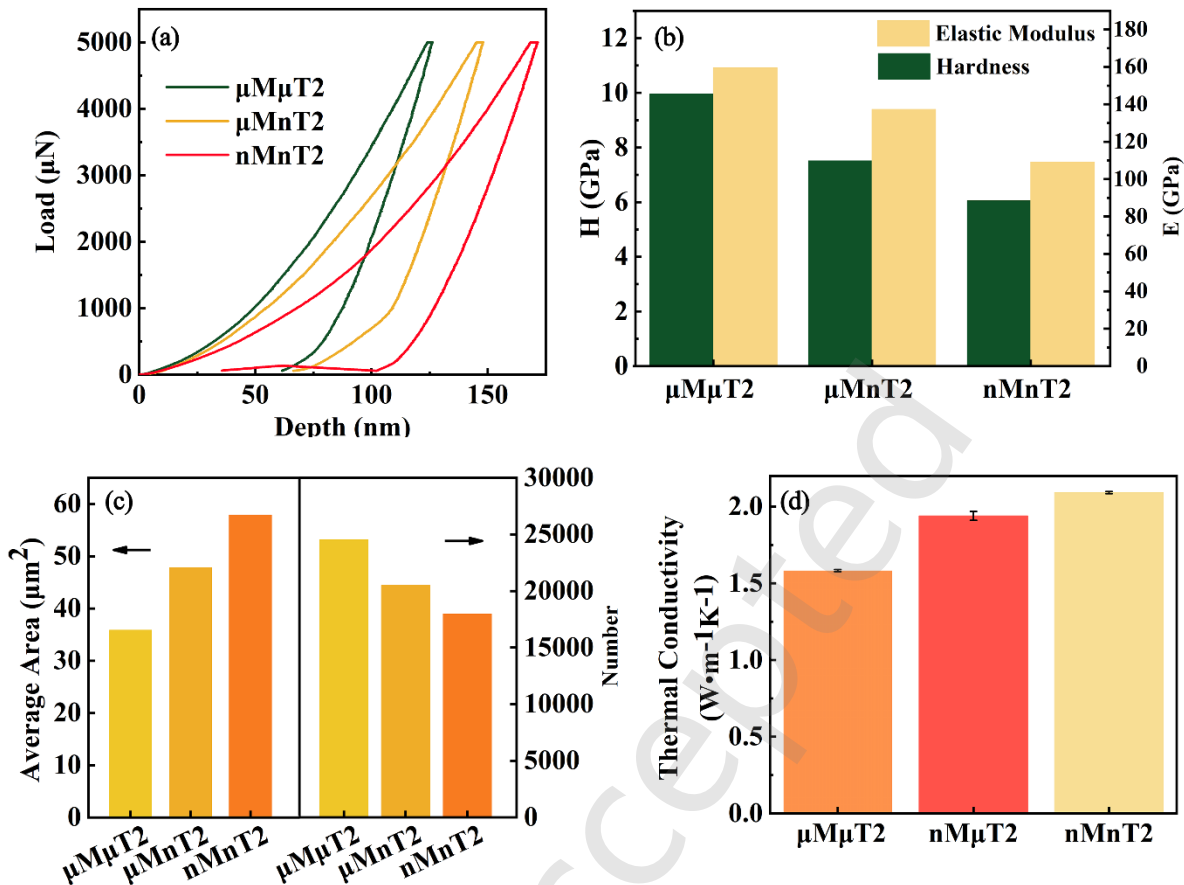 (a)
5000
4000
3000
2000
1000
0
Load (μN)
μMμT2
μMnT2
nMnT2
0 50 100 150
Depth (nm)
(b)
12
10
8
6
4
2
0
H (GPa)
Elastic Modulus
Hardness
180
160
140
120
100
80
60
40
20
0
E (GPa)
μMμT2 μMnT2 nMnT2
(c)
60
50
40
30
20
10
0
Average Area (μm²)
30000
25000
20000
15000
10000
5000
0
Number
μMμT2 μMnT2 nMnT2 μMμT2 μMnT2 nMnT2
(d)
2.0
1.5
1.0
0.5
0.0
Thermal Conductivity
(W•m-1K-1)
μMμT2 nMμT2 nMnT2
ccepted